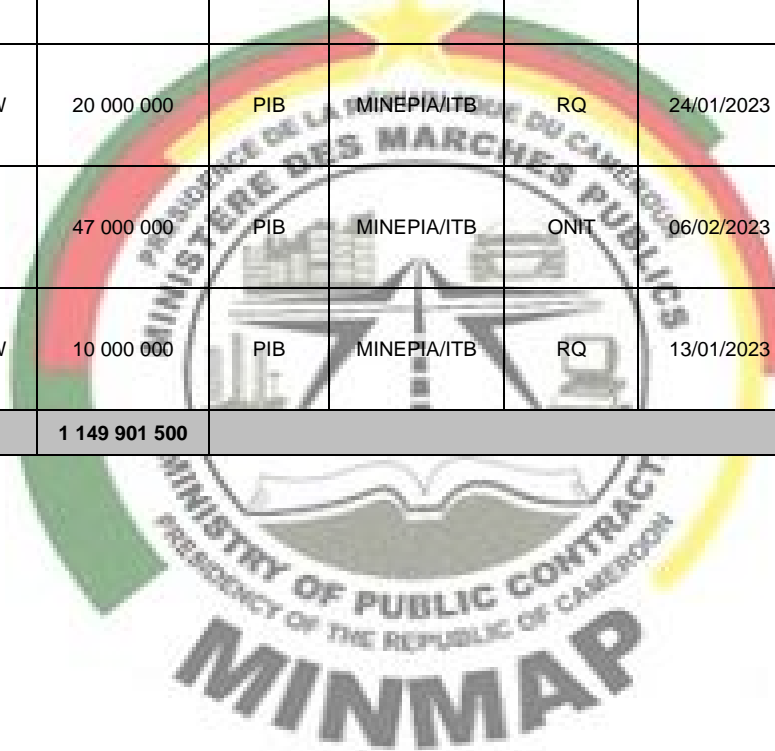 W 20 000 000 PIB MINEPIA/ITB RQ 24/01/2023
47 000 000 PIB MINEPIA/ITB ONIT 06/02/2023
W 10 000 000 PIB MINEPIA/ITB RQ 13/01/2023
1 149 901 500
PRESIDENCE DE LA REPUBLIQUE DU CAMEROUN
MINISTERE DES MARCHES PUBLICS
MINISTRY OF PUBLIC CONTRACTS
PRESIDENCY OF THE REPUBLIC OF CAMEROON
MINMAP